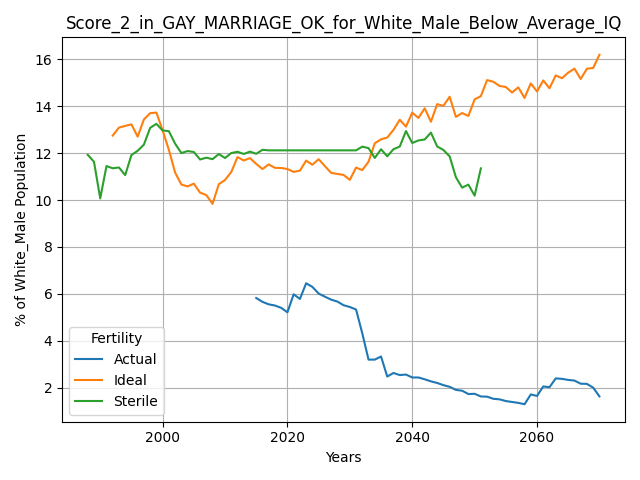 Score_2_in_GAY_MARRIAGE_OK_for_White_Male_Below_Average_IQ
% of White_Male Population
16
14
12
10
8
6
4
2
Fertility
Actual
Ideal
Sterile
2000 2020 2040 2060
Years